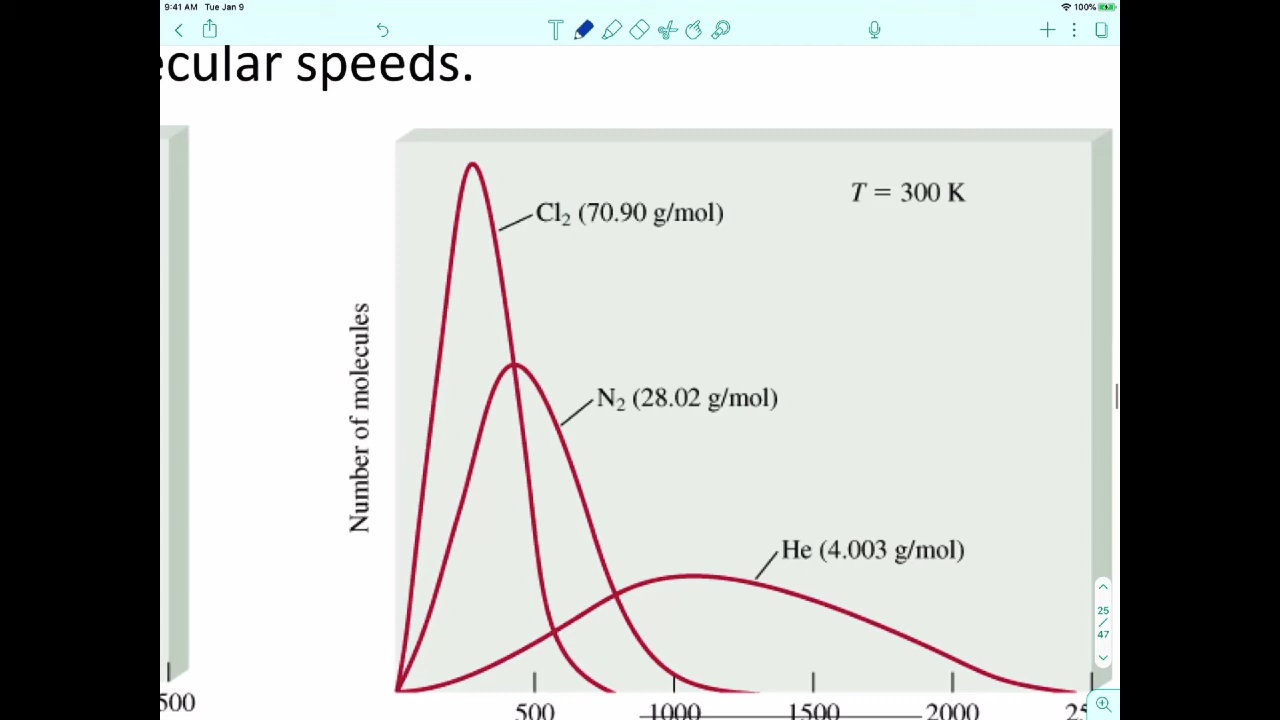 9:41 AM Tue Jan 9
100%
ecular speeds.
T = 300 K
Cl₂ (70.90 g/mol)
N₂ (28.02 g/mol)
He (4.003 g/mol)
Number of molecules
25
/
47
500
500
1000
1500
2000
25